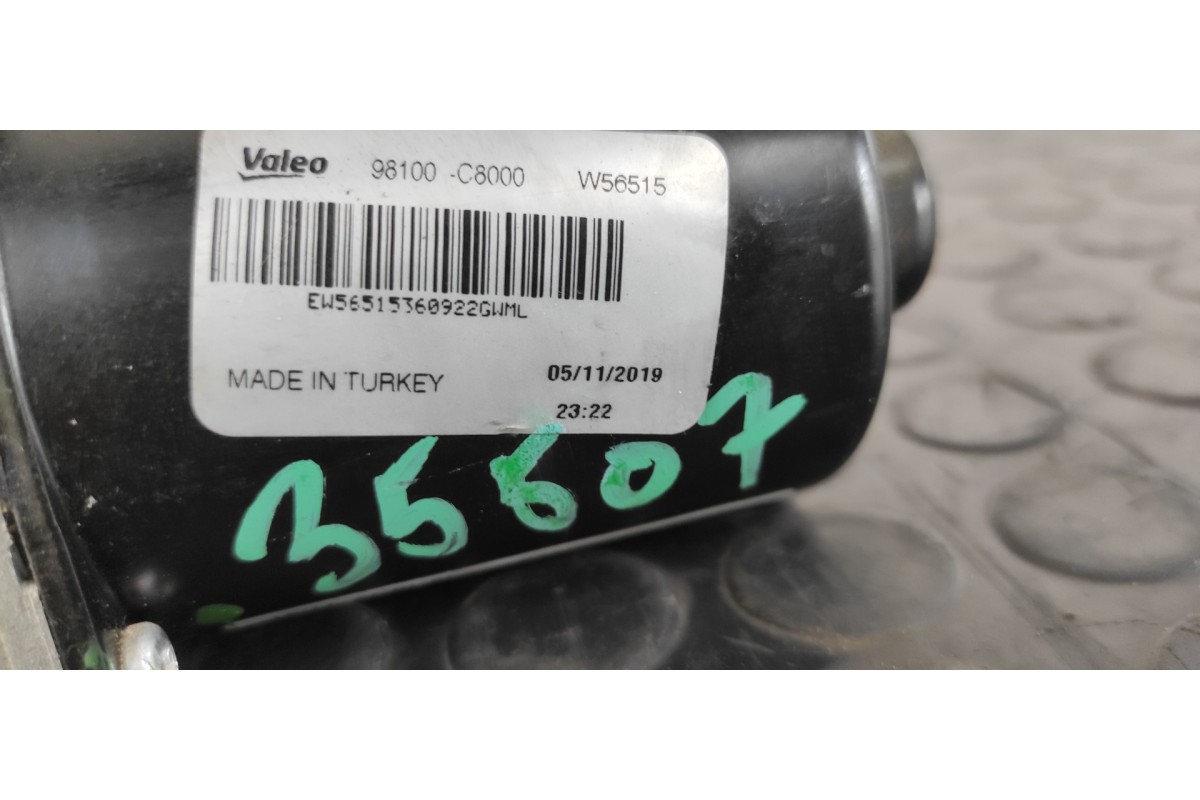 Valeo 98100 -C8000 W56515
EW56515360922GWML
MADE IN TURKEY 05/11/2019
23:22
35607